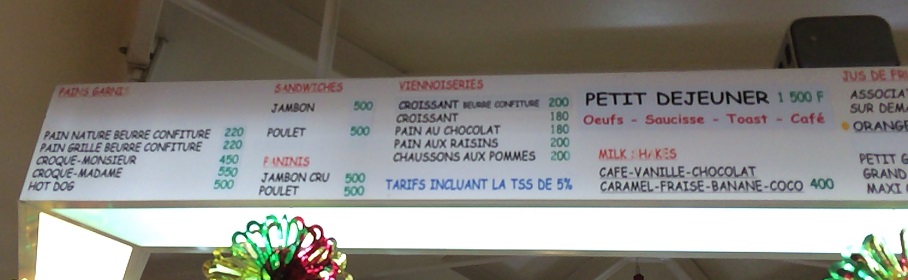 PAINS GARNIS
PAIN NATURE BEURRE CONFITURE 220
PAIN GRILLE BEURRE CONFITURE 220
CROQUE-MONSIEUR 450
CROQUE-MADAME 550
HOT DOG 500
SANDWICHES
JAMBON 500
POULET 500
PANINIS
JAMBON CRU 500
POULET 500
VIENNOISERIES
CROISSANT BEURRE CONFITURE 200
CROISSANT 180
PAIN AU CHOCOLAT 180
PAIN AUX RAISINS 200
CHAUSSONS AUX POMMES 200
TARIFS INCLUANT LA TSS DE 5%
PETIT DEJEUNER 1 500 F
Oeufs - Saucisse - Toast - Café
MILK SHAKES
CAFE-VANILLE-CHOCOLAT
CARAMEL-FRAISE-BANANE-COCO 400
JUS DE FR
ASSOCIA
SUR DEM
ORANGE
PETIT
GRAND
MAXI